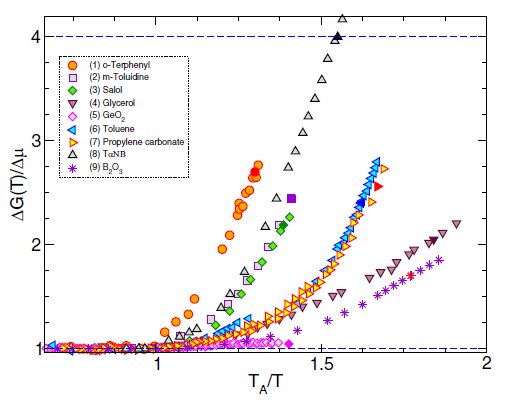 4
3
2
1
ΔG(T)/Δμ
(1) o-Terphenyl
(2) m-Toluidine
(3) Salol
(4) Glycerol
(5) GeO₂
(6) Toluene
(7) Propylene carbonate
(8) TαNB
(9) B₂O₃
1 1.5 2
T_A/T